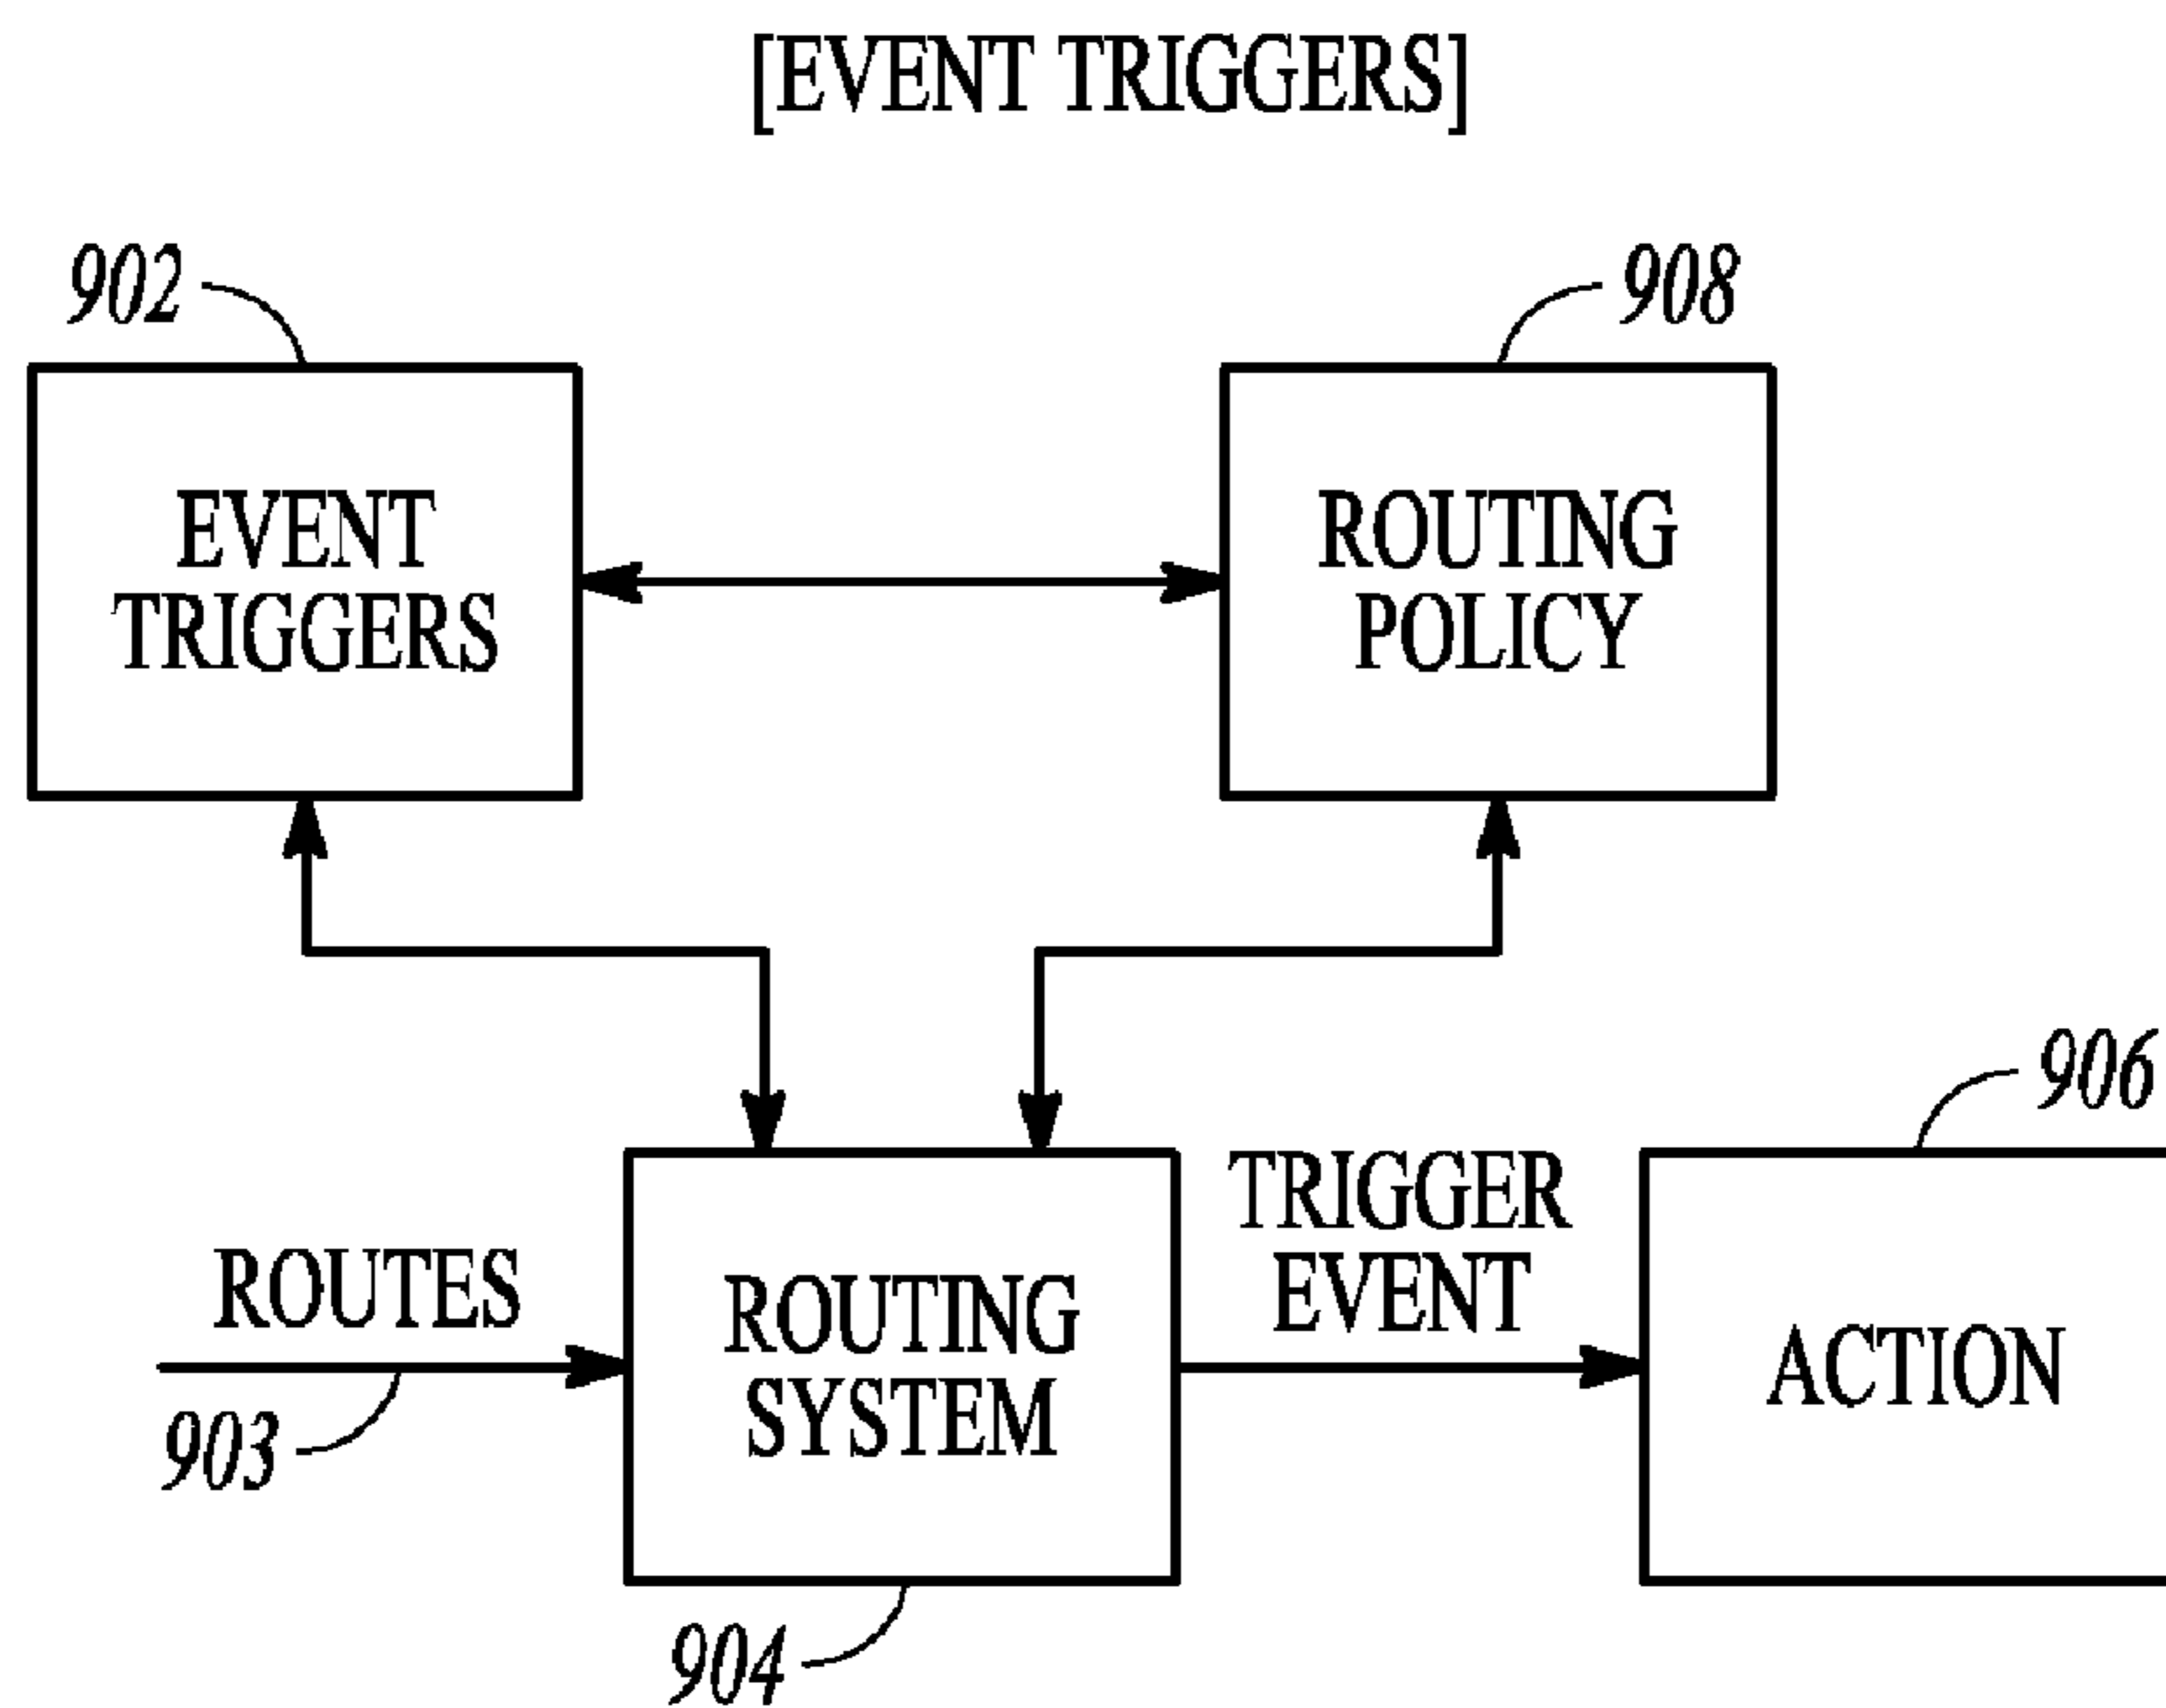 [EVENT TRIGGERS]
902
908
EVENT
TRIGGERS
ROUTING
POLICY
906
TRIGGER
EVENT
ROUTES
903
ROUTING
SYSTEM
ACTION
904